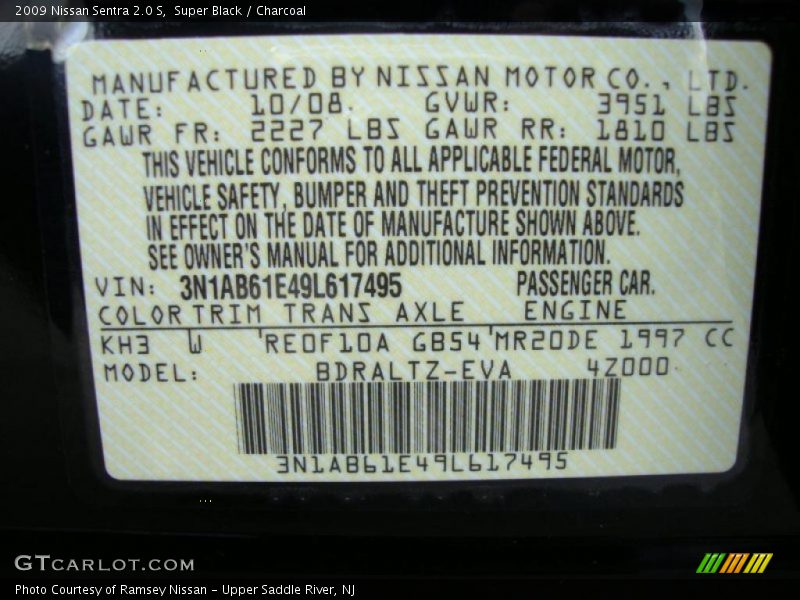 2009 Nissan Sentra 2.0 S,  Super Black / Charcoal
MANUFACTURED BY NISSAN MOTOR CO., LTD.
DATE: 10/08. GVWR: 3951 LBS
GAWR FR: 2227 LBS GAWR RR: 1810 LBS
THIS VEHICLE CONFORMS TO ALL APPLICABLE FEDERAL MOTOR,
VEHICLE SAFETY, BUMPER AND THEFT PREVENTION STANDARDS
IN EFFECT ON THE DATE OF MANUFACTURE SHOWN ABOVE.
SEE OWNER'S MANUAL FOR ADDITIONAL INFORMATION.
VIN: 3N1AB61E49L617495 PASSENGER CAR.
COLOR TRIM TRANS AXLE ENGINE
KH3 W RE0F10A GB54 MR20DE 1997 CC
MODEL: BDRALTZ-EVA 4Z000
3N1AB61E49L617495
GTCARLOT.COM
Photo Courtesy of Ramsey Nissan - Upper Saddle River, NJ